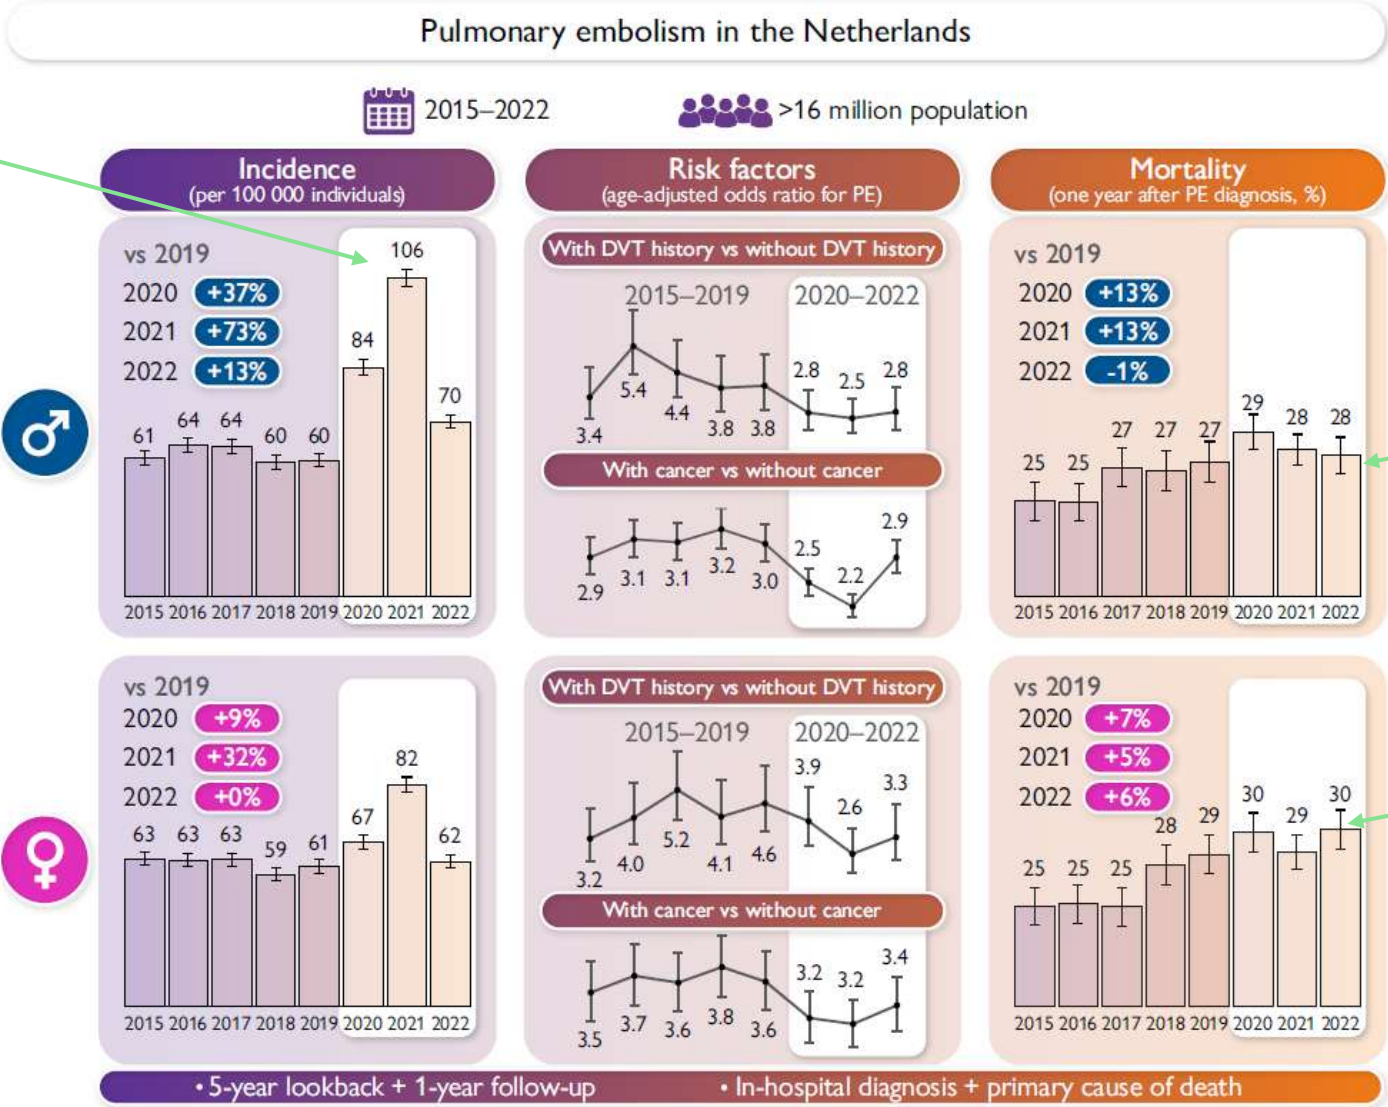 Pulmonary embolism in the Netherlands
2015–2022
>16 million population
Incidence
(per 100 000 individuals)
Risk factors
(age-adjusted odds ratio for PE)
Mortality
(one year after PE diagnosis, %)
vs 2019
2020 +37%
2021 +73%
2022 +13%
61 64 64 60 60 84 106 70
2015 2016 2017 2018 2019 2020 2021 2022
With DVT history vs without DVT history
2015–2019 2020–2022
3.4 5.4 4.4 3.8 3.8 2.8 2.5 2.8
With cancer vs without cancer
2.9 3.1 3.1 3.2 3.0 2.5 2.2 2.9
vs 2019
2020 +13%
2021 +13%
2022 -1%
25 25 27 27 27 29 28 28
2015 2016 2017 2018 2019 2020 2021 2022
vs 2019
2020 +9%
2021 +32%
2022 +0%
63 63 63 59 61 67 82 62
2015 2016 2017 2018 2019 2020 2021 2022
With DVT history vs without DVT history
2015–2019 2020–2022
3.2 4.0 5.2 4.1 4.6 3.9 2.6 3.3
With cancer vs without cancer
3.5 3.7 3.6 3.8 3.6 3.2 3.2 3.4
vs 2019
2020 +7%
2021 +5%
2022 +6%
25 25 25 28 29 30 29 30
2015 2016 2017 2018 2019 2020 2021 2022
• 5-year lookback + 1-year follow-up • In-hospital diagnosis + primary cause of death